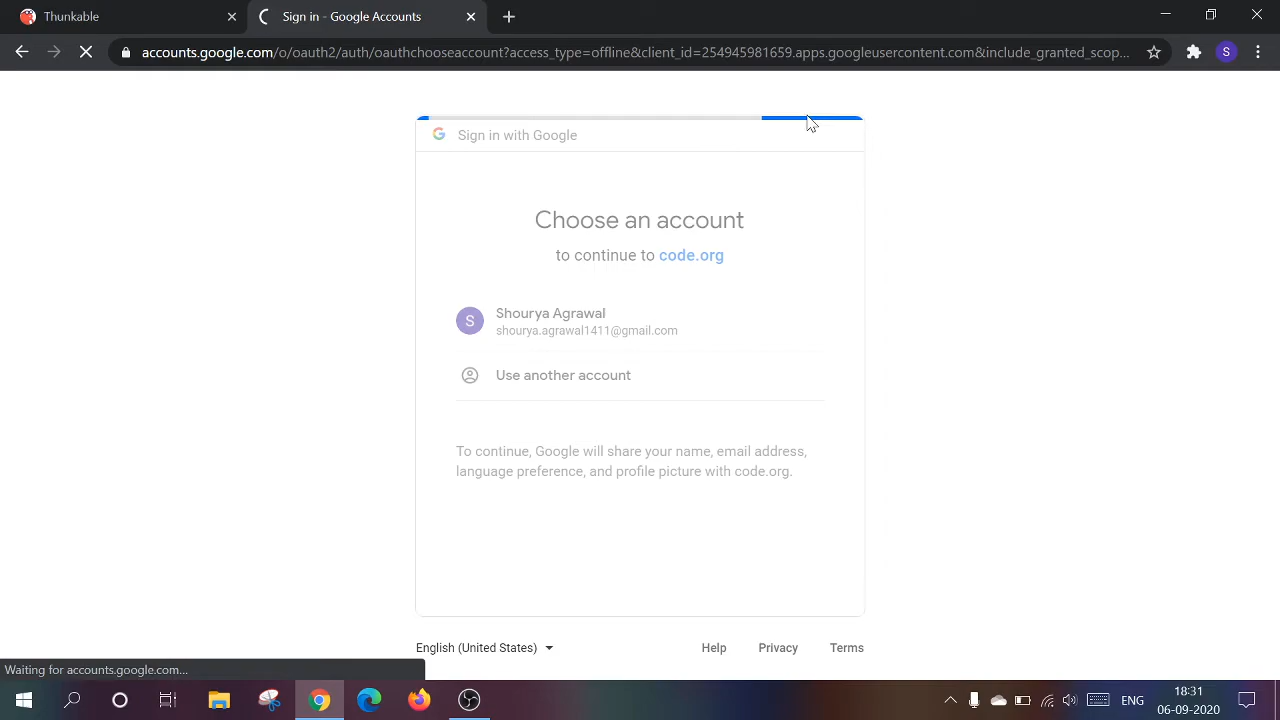 Thunkable
Sign in - Google Accounts
accounts.google.com/o/oauth2/auth/oauthchooseaccount?access_type=offline&client_id=254945981659.apps.googleusercontent.com&include_granted_scop...
S
Sign in with Google
Choose an account
to continue to code.org
S
Shourya Agrawal
shourya.agrawal1411@gmail.com
Use another account
To continue, Google will share your name, email address,
language preference, and profile picture with code.org.
English (United States)
Help
Privacy
Terms
Waiting for accounts.google.com...
ENG
18:31
06-09-2020